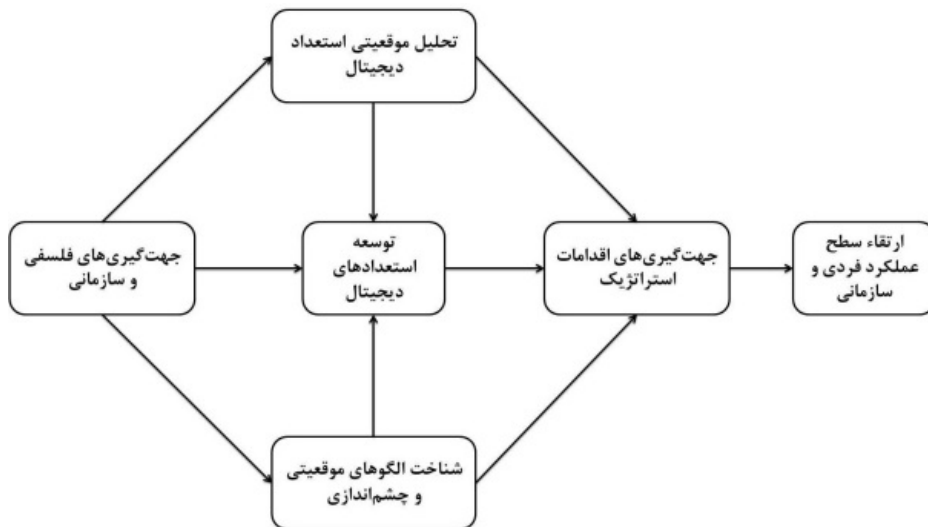 تحلیل موقعیتی استعداد
دیجیتال
جهت‌گیری‌های فلسفی
و سازمانی
توسعه
استعدادهای
دیجیتال
جهت‌گیری‌های اقدامات
استراتژیک
ارتقاء سطح
عملکرد فردی و
سازمانی
شناخت الگوهای موقعیتی
و چشم‌اندازی